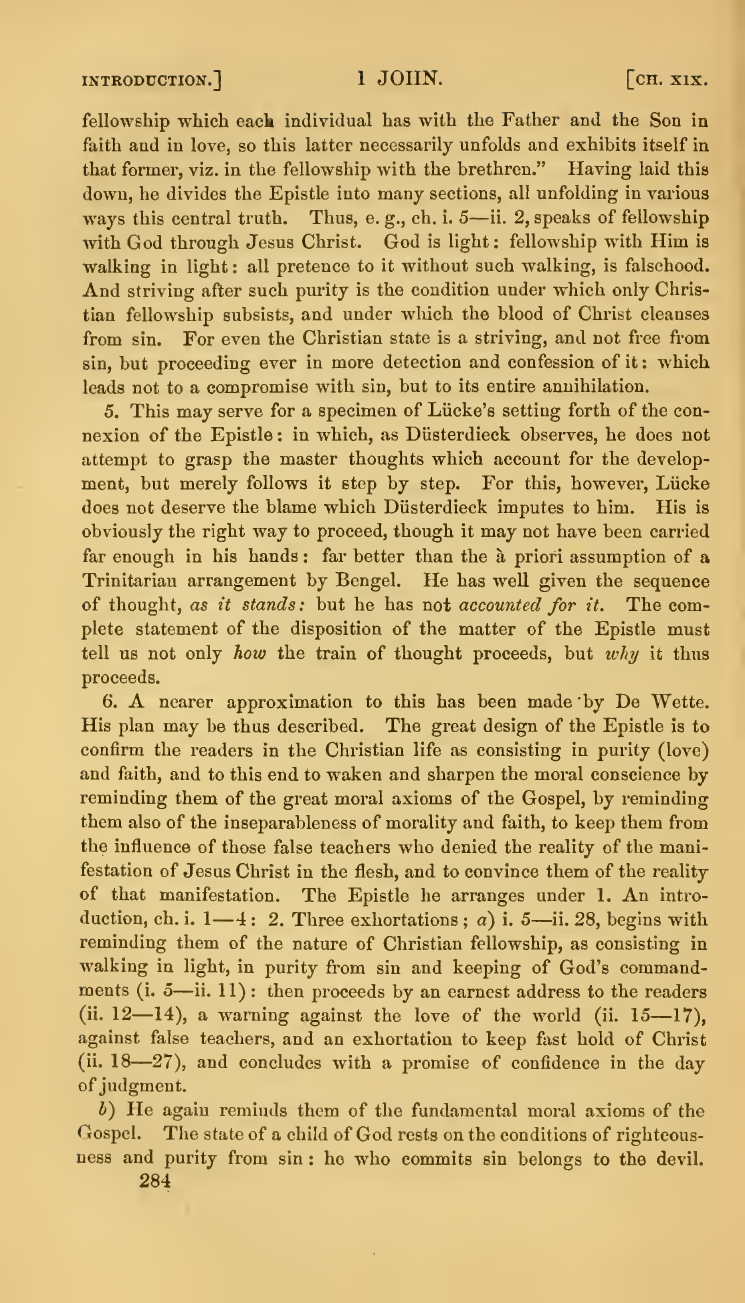 INTRODUCTION.] 1 JOHN. [CH. XIX.
fellowship which each individual has with the Father and the Son in
faith and in love, so this latter necessarily unfolds and exhibits itself in
that former, viz. in the fellowship with the brethren.” Having laid this
down, he divides the Epistle into many sections, all unfolding in various
ways this central truth. Thus, e. g., ch. i. 5—ii. 2, speaks of fellowship
with God through Jesus Christ. God is light: fellowship with Him is
walking in light: all pretence to it without such walking, is falsehood.
And striving after such purity is the condition under which only Chris-
tian fellowship subsists, and under which the blood of Christ cleanses
from sin. For even the Christian state is a striving, and not free from
sin, but proceeding ever in more detection and confession of it: which
leads not to a compromise with sin, but to its entire annihilation.
5. This may serve for a specimen of Lücke’s setting forth of the con-
nexion of the Epistle: in which, as Düsterdieck observes, he does not
attempt to grasp the master thoughts which account for the develop-
ment, but merely follows it step by step. For this, however, Lücke
does not deserve the blame which Düsterdieck imputes to him. His is
obviously the right way to proceed, though it may not have been carried
far enough in his hands: far better than the à priori assumption of a
Trinitarian arrangement by Bengel. He has well given the sequence
of thought, as it stands: but he has not accounted for it. The com-
plete statement of the disposition of the matter of the Epistle must
tell us not only how the train of thought proceeds, but why it thus
proceeds.
6. A nearer approximation to this has been made by De Wette.
His plan may be thus described. The great design of the Epistle is to
confirm the readers in the Christian life as consisting in purity (love)
and faith, and to this end to waken and sharpen the moral conscience by
reminding them of the great moral axioms of the Gospel, by reminding
them also of the inseparableness of morality and faith, to keep them from
the influence of those false teachers who denied the reality of the mani-
festation of Jesus Christ in the flesh, and to convince them of the reality
of that manifestation. The Epistle he arranges under 1. An intro-
duction, ch. i. 1—4: 2. Three exhortations; a) i. 5—ii. 28, begins with
reminding them of the nature of Christian fellowship, as consisting in
walking in light, in purity from sin and keeping of God’s command-
ments (i. 5—ii. 11): then proceeds by an earnest address to the readers
(ii. 12—14), a warning against the love of the world (ii. 15—17),
against false teachers, and an exhortation to keep fast hold of Christ
(ii. 18—27), and concludes with a promise of confidence in the day
of judgment.
b) He again reminds them of the fundamental moral axioms of the
Gospel. The state of a child of God rests on the conditions of righteous-
ness and purity from sin: he who commits sin belongs to the devil.
284